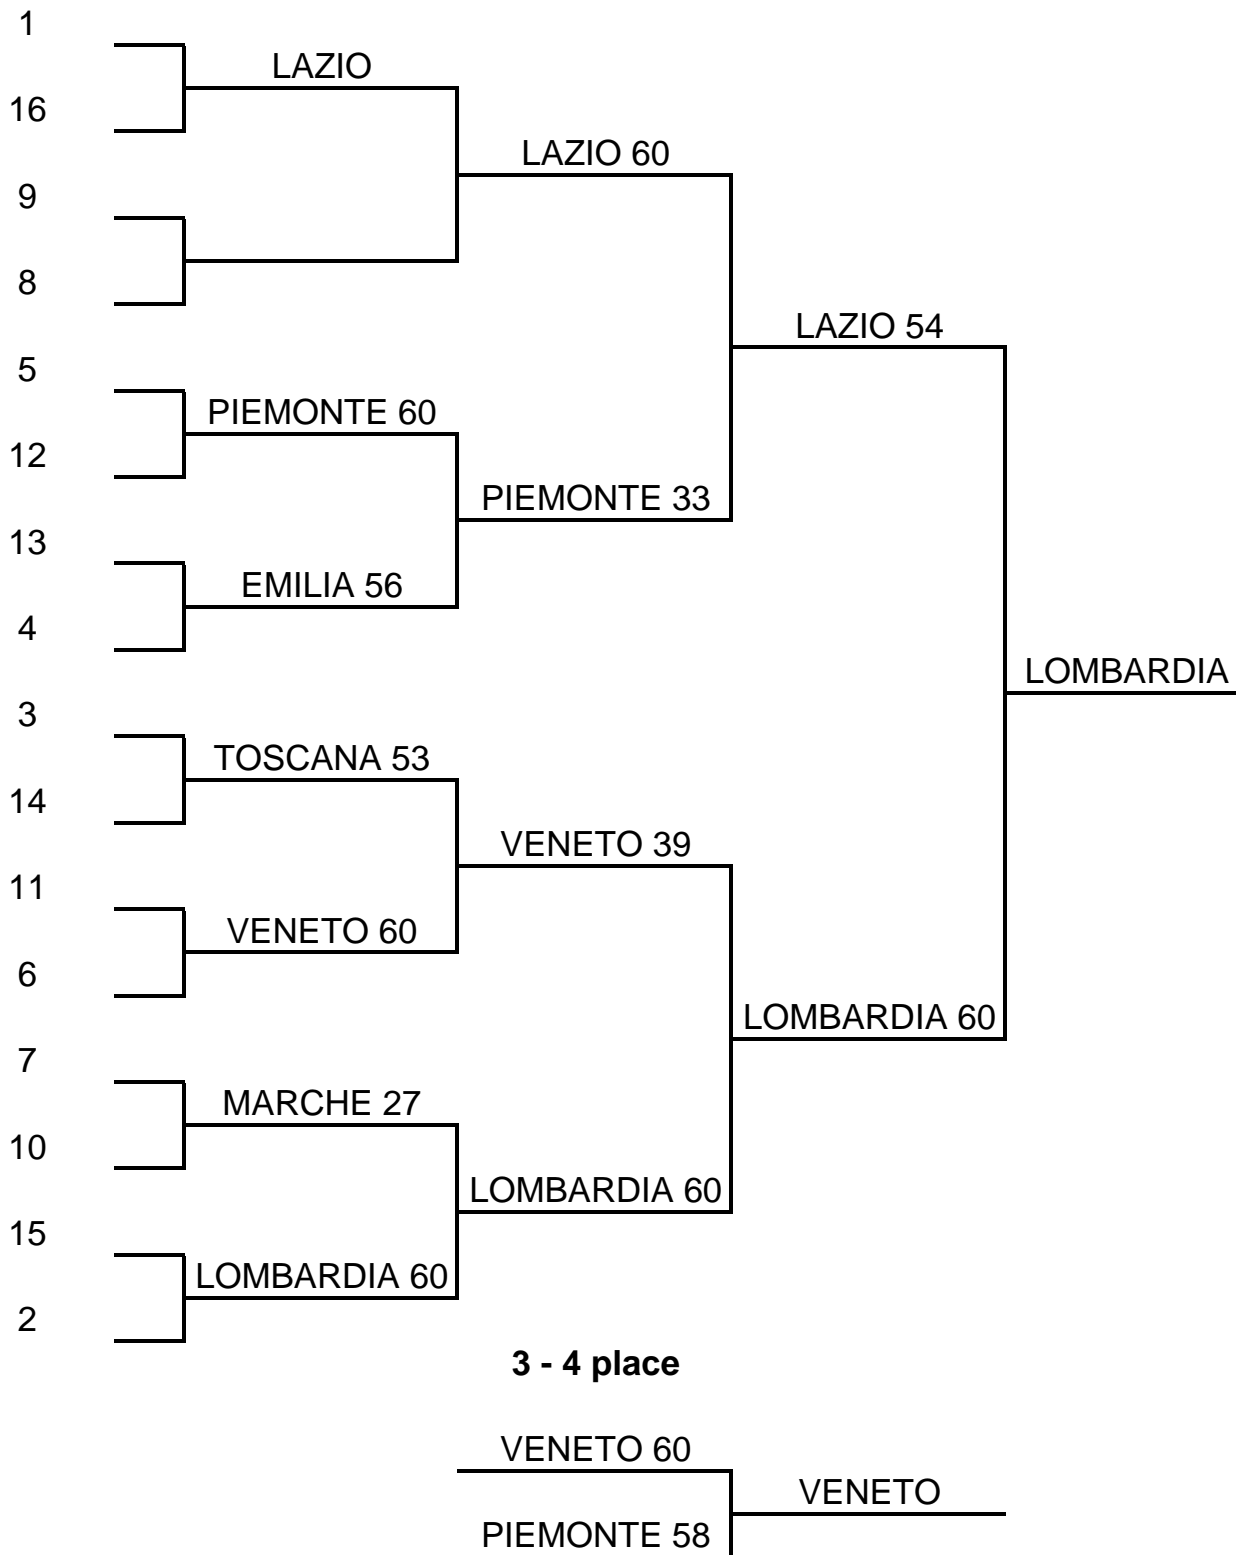 1
LAZIO
16
LAZIO 60
9
8
LAZIO 54
5
PIEMONTE 60
12
PIEMONTE 33
13
EMILIA 56
4
LOMBARDIA
3
TOSCANA 53
14
VENETO 39
11
VENETO 60
6
LOMBARDIA 60
7
MARCHE 27
10
LOMBARDIA 60
15
LOMBARDIA 60
2
3 - 4 place
VENETO 60
VENETO
PIEMONTE 58